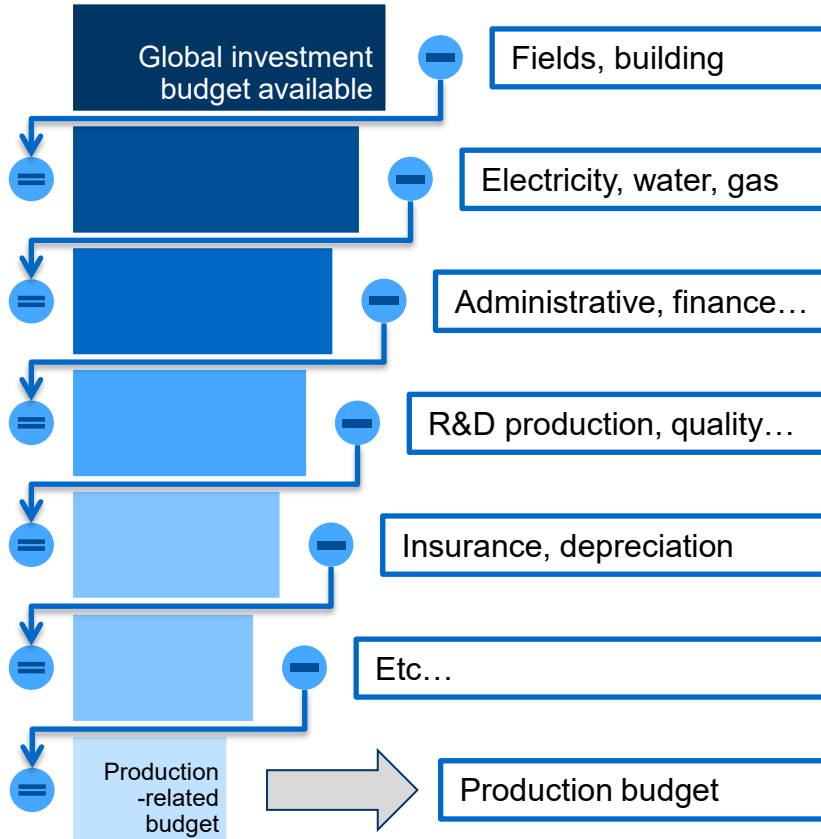 Global investment
budget available
Fields, building
Electricity, water, gas
Administrative, finance…
R&D production, quality…
Insurance, depreciation
Etc…
Production
-related
budget
Production budget